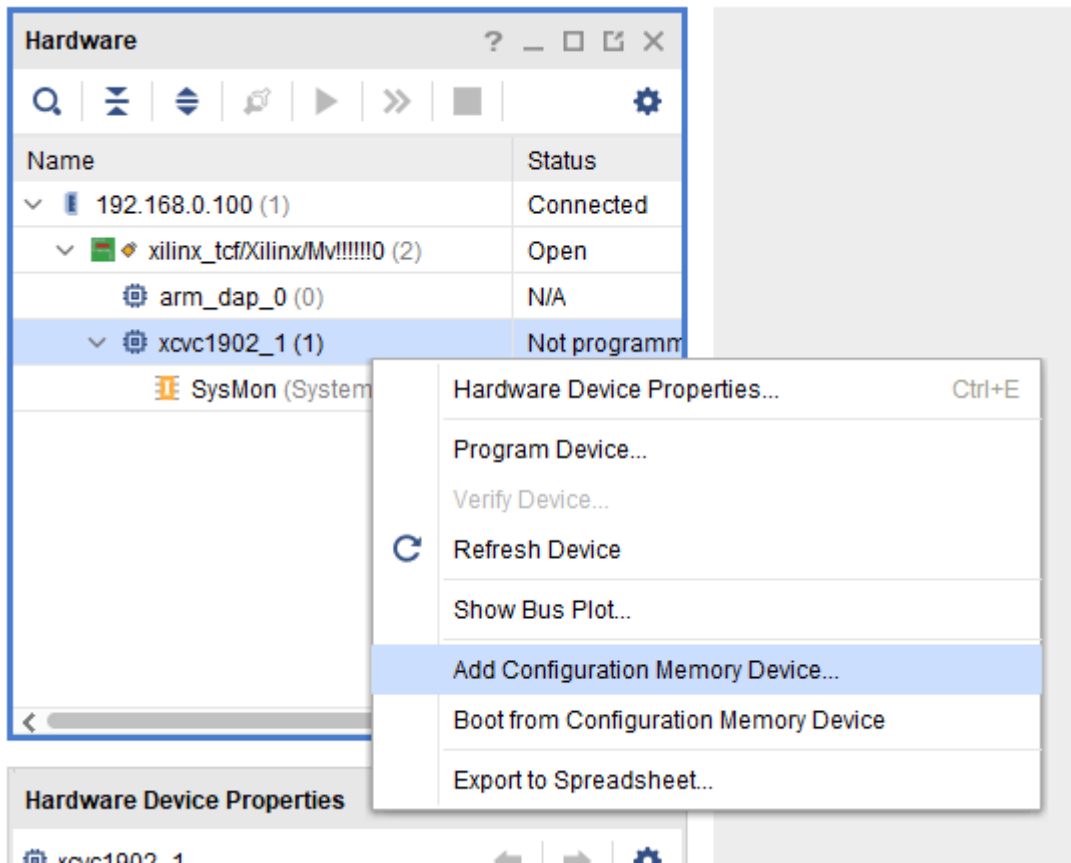 Hardware
Name Status
192.168.0.100 (1) Connected
xilinx_tcf/Xilinx/Mv!!!!!!0 (2) Open
arm_dap_0 (0) N/A
xcvc1902_1 (1) Not programm
SysMon (System
Hardware Device Properties... Ctrl+E
Program Device...
Verify Device...
Refresh Device
Show Bus Plot...
Add Configuration Memory Device...
Boot from Configuration Memory Device
Export to Spreadsheet...
Hardware Device Properties
xcvc1902_1